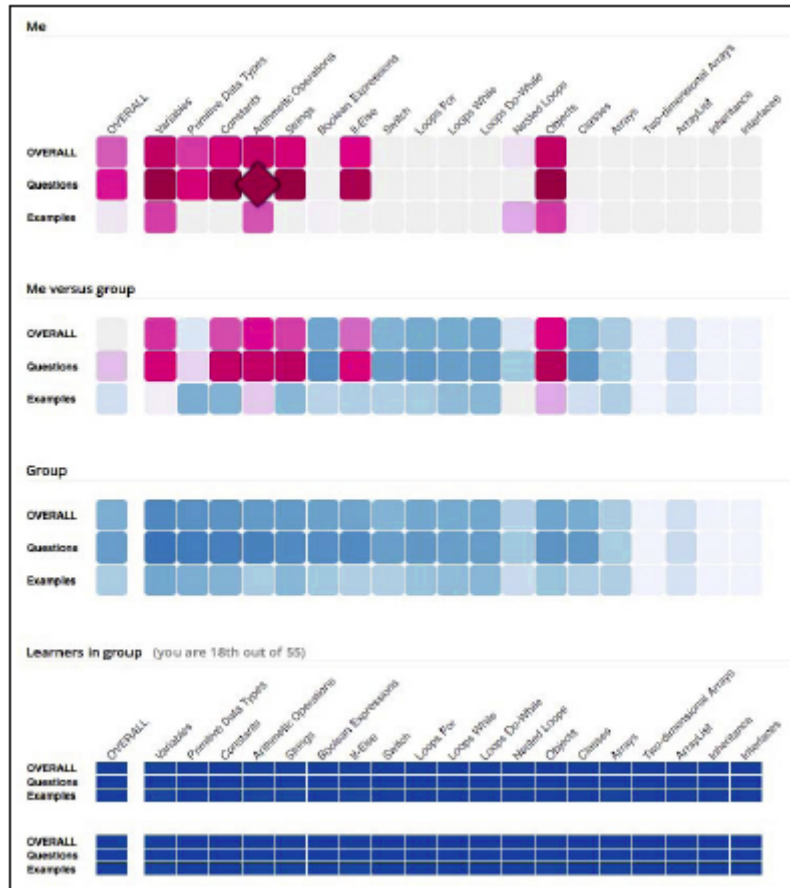 Me
OVERALL Variables Primitive Data Types Constants Arithmetic Operations Strings Boolean Expressions If-Else Switch Loops For Loops While Loops Do-While Nested Loops Objects Classes Arrays Two-dimensional Arrays ArrayList Inheritance Interfaces
OVERALL
Questions
Examples
Me versus group
OVERALL
Questions
Examples
Group
OVERALL
Questions
Examples
Learners in group (you are 18th out of 55)
OVERALL Variables Primitive Data Types Constants Arithmetic Operations Strings Boolean Expressions If-Else Switch Loops For Loops While Loops Do-While Nested Loops Objects Classes Arrays Two-dimensional Arrays ArrayList Inheritance Interfaces
OVERALL
Questions
Examples
OVERALL
Questions
Examples